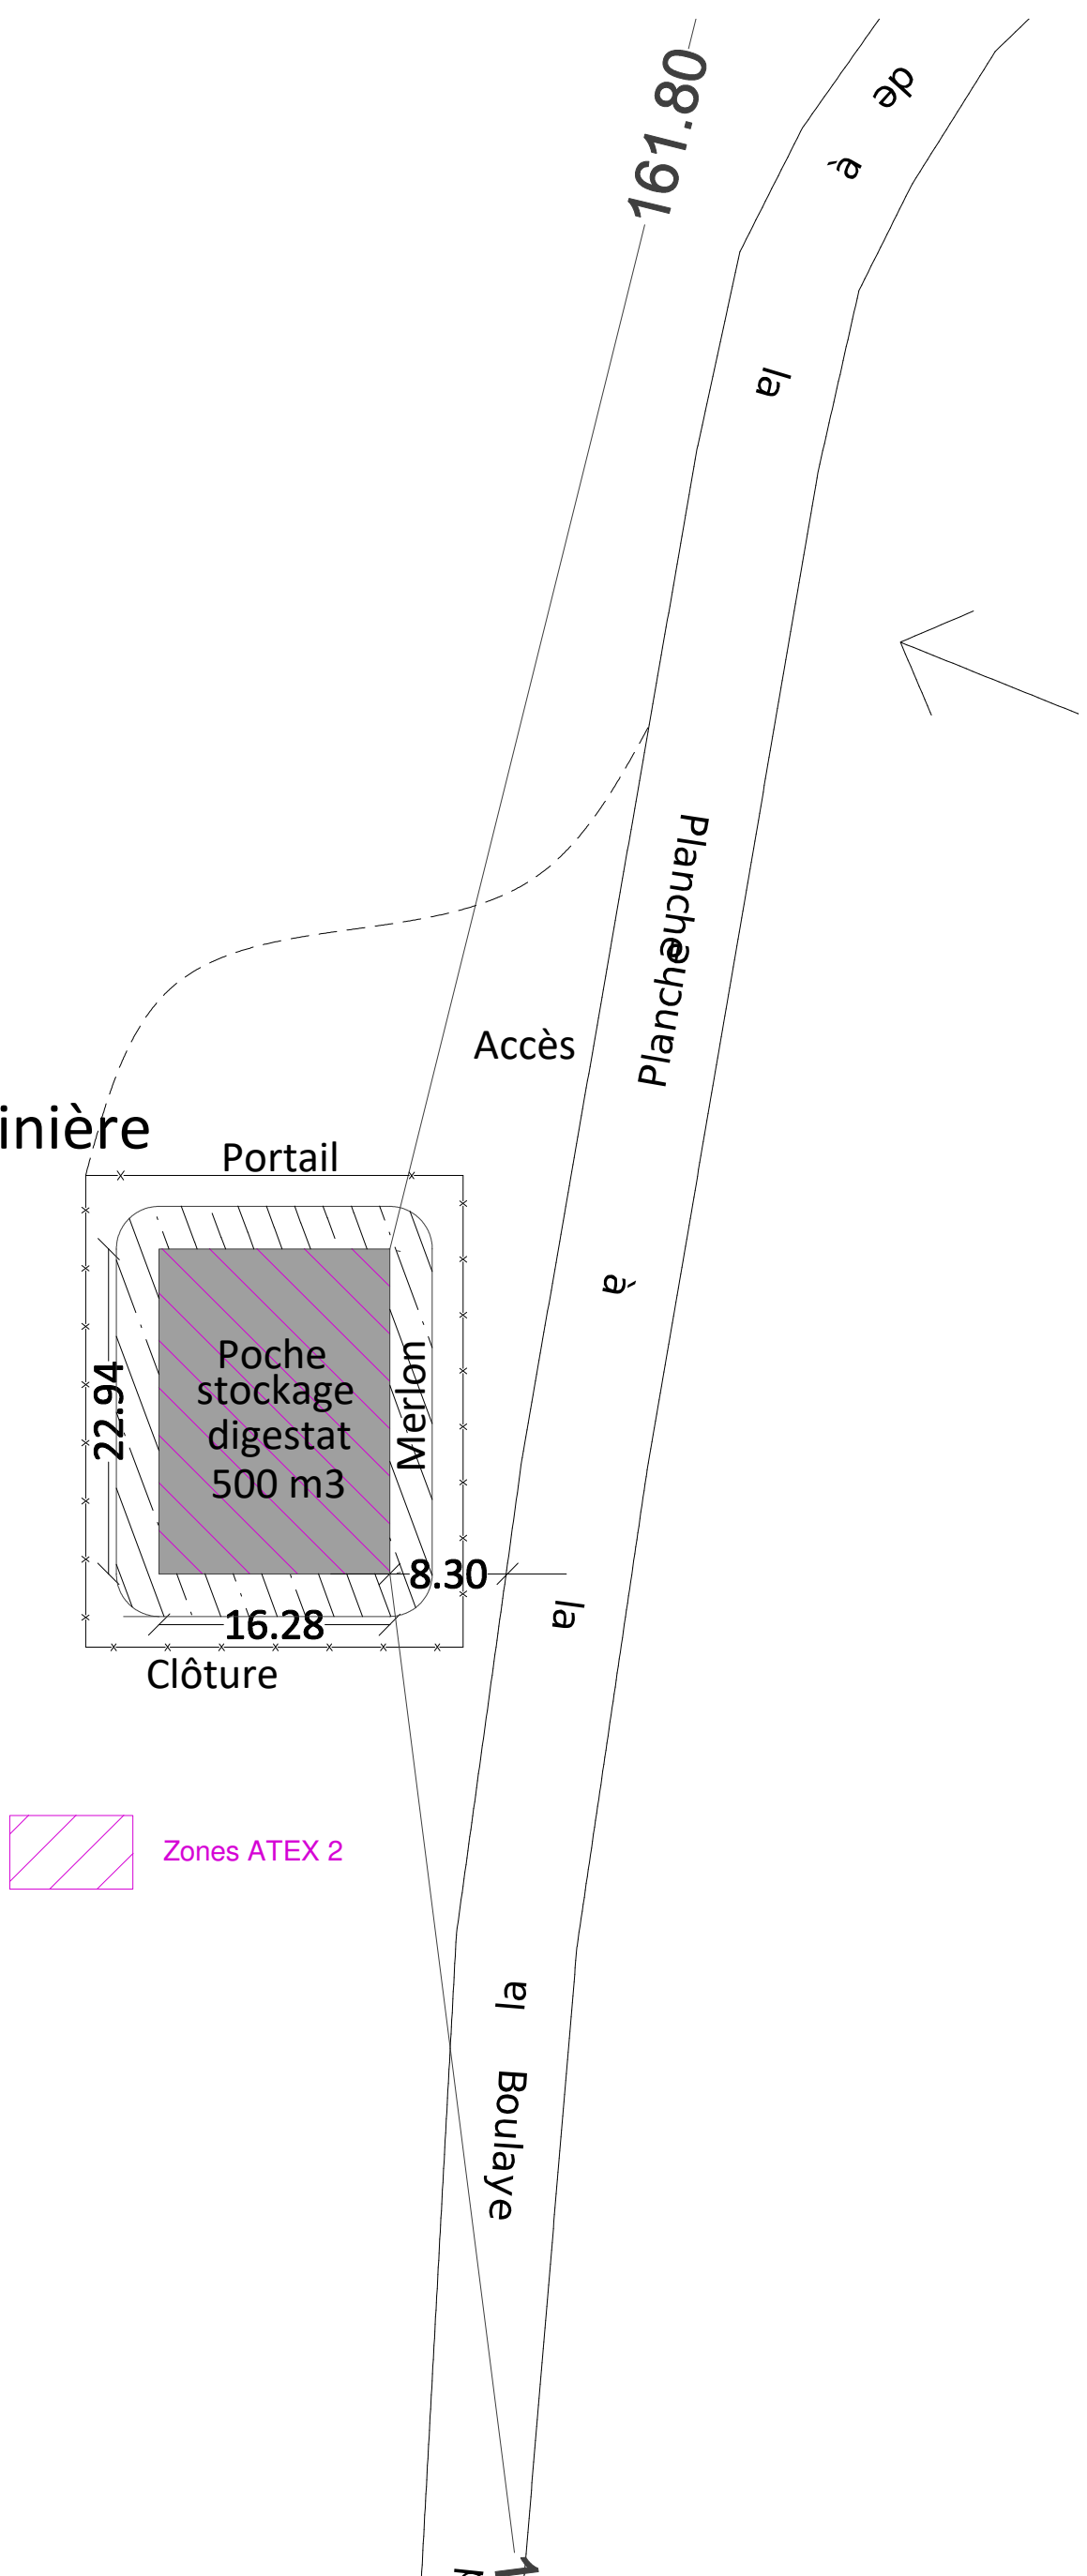 161.80
de
à
la
Planche
Planche
Accès
inière
Portail
à
Poche
stockage
digestat
500 m3
Merlon
22.94
8.30
16.28
la
Clôture
Zones ATEX 2
la
Boulaye